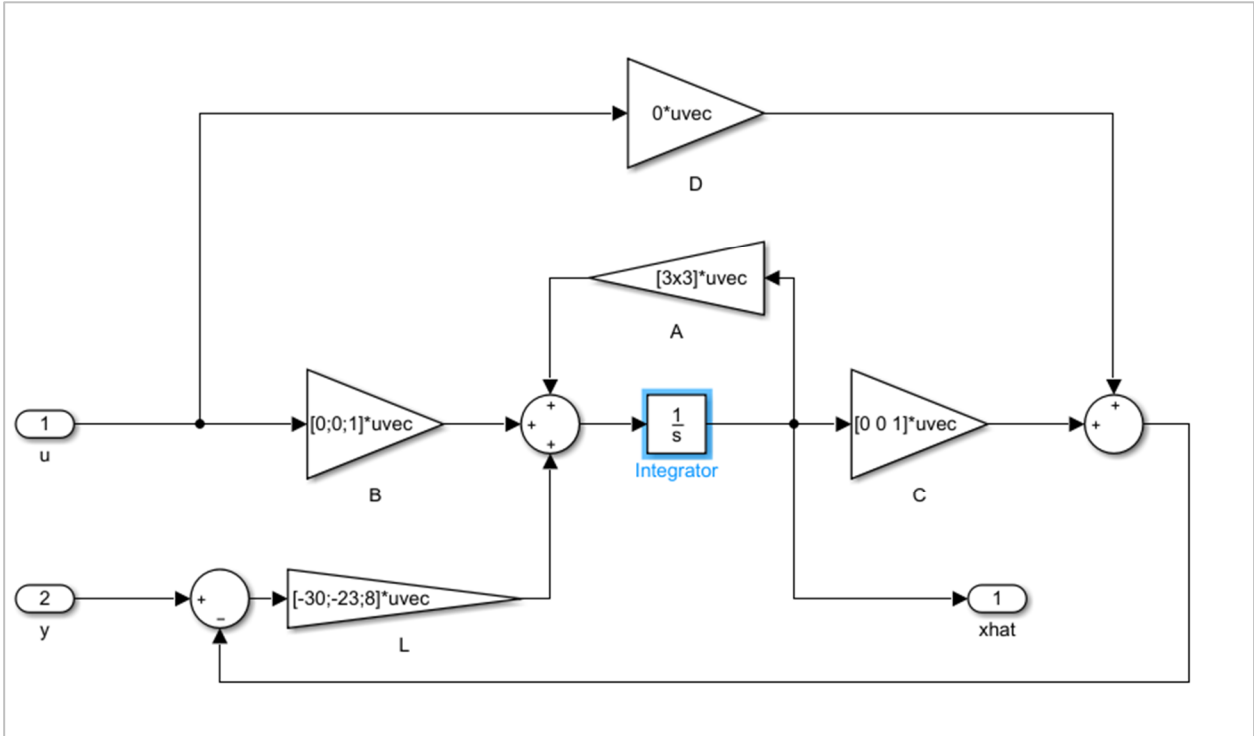 0*uvec
D
[3x3]*uvec
A
1
u
[0;0;1]*uvec
B
+
+
+
1
s
Integrator
[0 0 1]*uvec
C
+
+
2
y
+
−
[-30;-23;8]*uvec
L
1
xhat